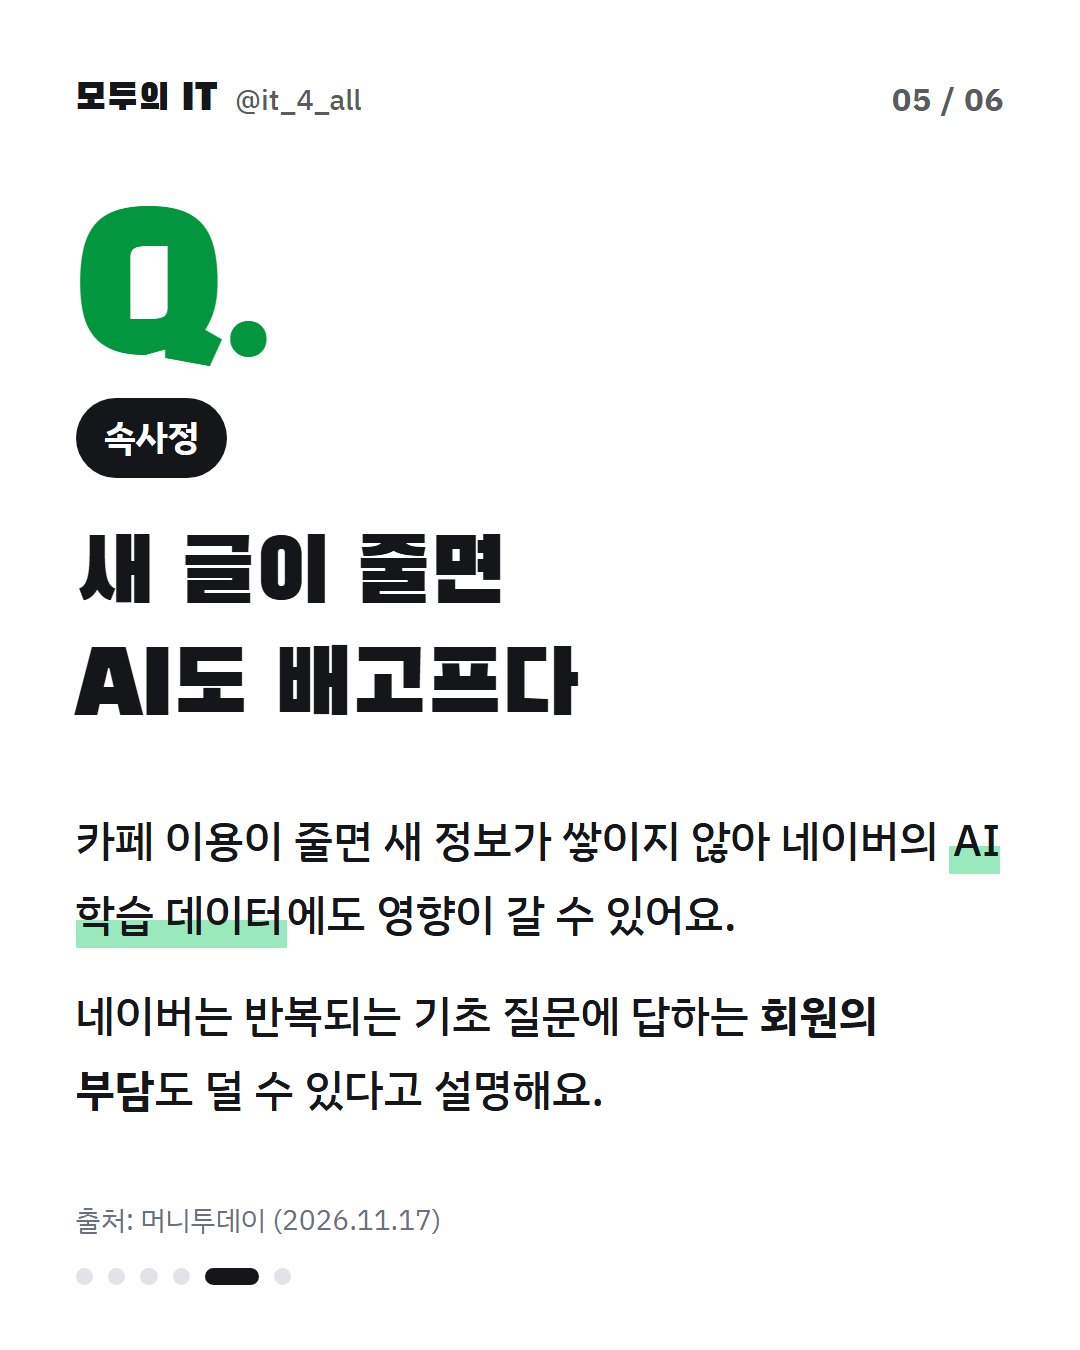 모두의 IT @it_4_all
05 / 06
Q.
속사정
새 글이 줄면
AI도 배고프다
카페 이용이 줄면 새 정보가 쌓이지 않아 네이버의 AI
학습 데이터에도 영향이 갈 수 있어요.
네이버는 반복되는 기초 질문에 답하는 회원의
부담도 덜 수 있다고 설명해요.
출처: 머니투데이 (2026.11.17)